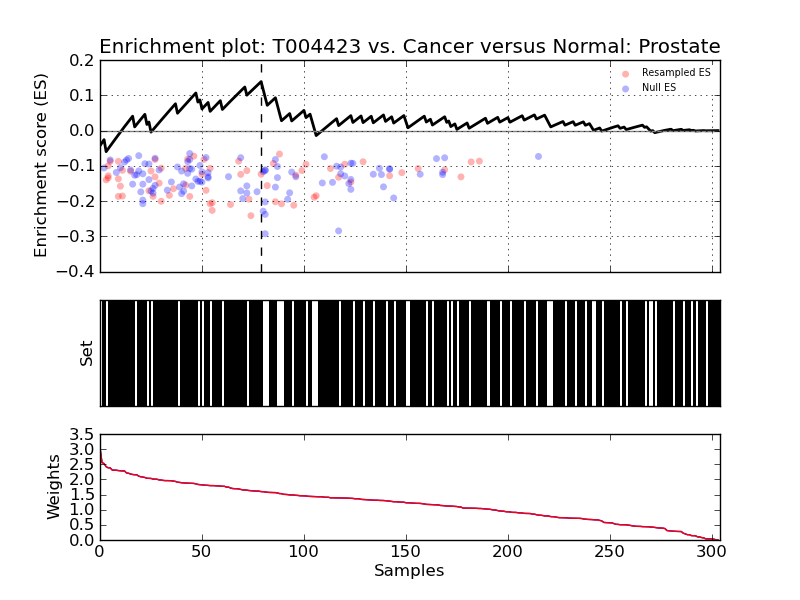 Enrichment plot: T004423 vs. Cancer versus Normal: Prostate
Enrichment score (ES)
0.2
0.1
0.0
−0.1
−0.2
−0.3
−0.4
Resampled ES
Null ES
Set
Weights
3.5
3.0
2.5
2.0
1.5
1.0
0.5
0.0
0 50 100 150 200 250 300
Samples